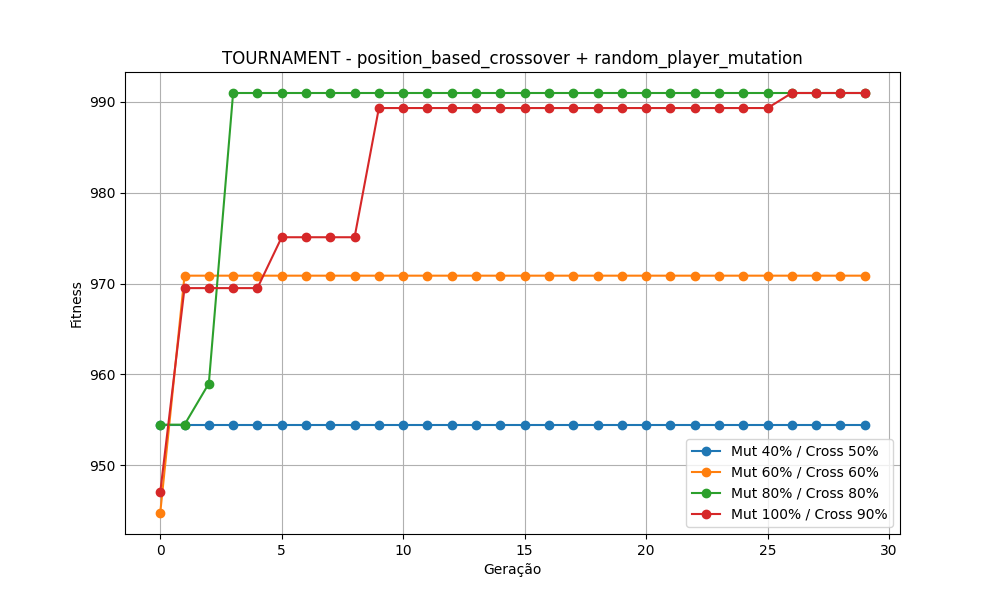 TOURNAMENT - position_based_crossover + random_player_mutation
990
980
970
960
950
Fitness
0
5
10
15
20
25
30
Geração
Mut 40% / Cross 50%
Mut 60% / Cross 60%
Mut 80% / Cross 80%
Mut 100% / Cross 90%